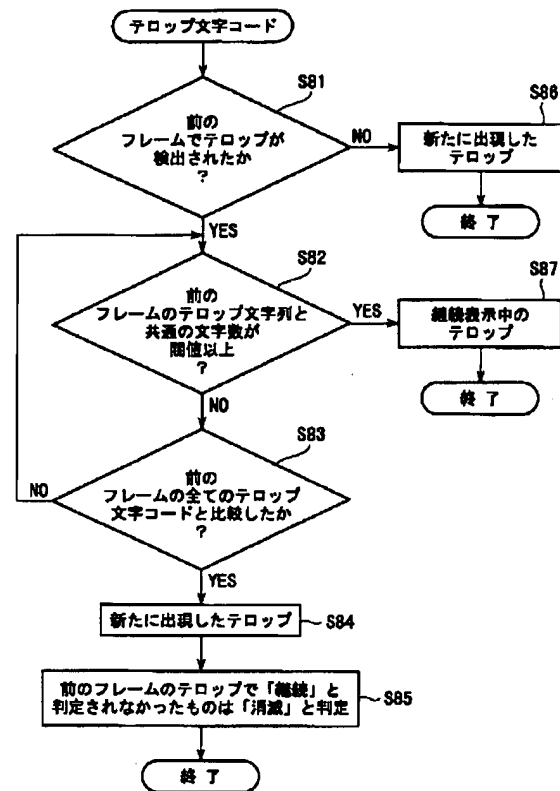 テロップ文字コード
S81
前の
フレームでテロップが
検出されたか
?
NO
S86
新たに出現した
テロップ
終了
YES
S82
前の
フレームのテロップ文字列と
共通の文字数が
閾値以上
?
YES
S87
継続表示中の
テロップ
終了
NO
S83
前の
フレームの全てのテロップ
文字コードと比較したか
?
NO
YES
新たに出現したテロップ
S84
前のフレームのテロップで「継続」と
判定されなかったものは「消滅」と判定
S85
終了